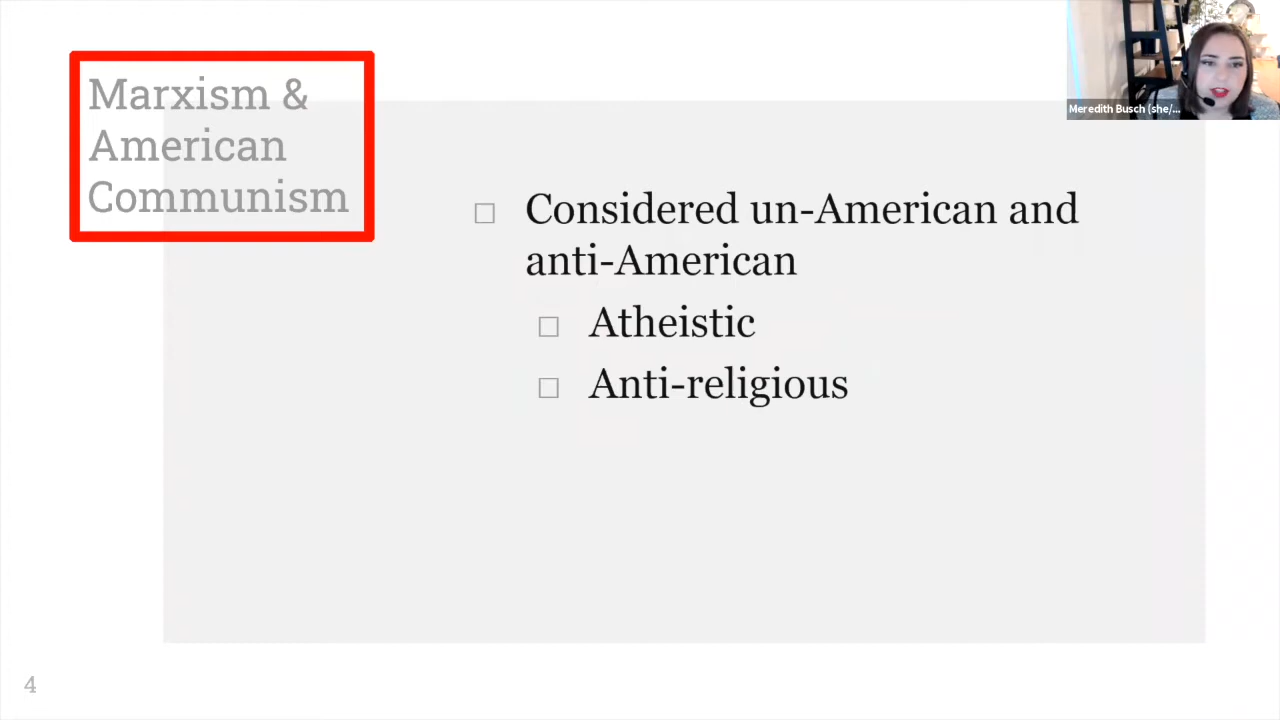 Marxism &
American
Communism
Considered un-American and
anti-American
Atheistic
Anti-religious
Meredith Busch (she/...
4